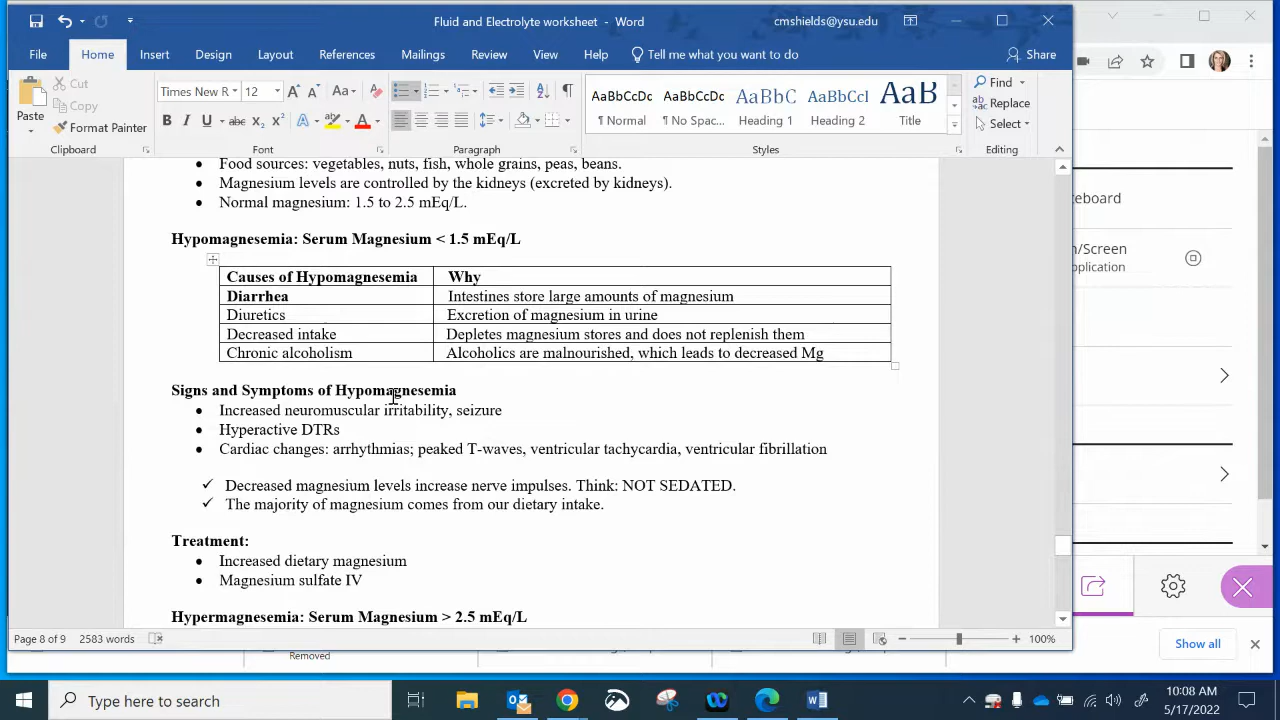 Fluid and Electrolyte worksheet - Word
cmshields@ysu.edu
File Home Insert Design Layout References Mailings Review View Help Tell me what you want to do Share
Paste
Cut
Copy
Format Painter
Clipboard
Times New R 12
Font
Paragraph
AaBbCcDc AaBbCcDc AaBbC AaBbCcI AaB
¶ Normal ¶ No Spac... Heading 1 Heading 2 Title
Styles
Find
Replace
Select
Editing
• Food sources: vegetables, nuts, fish, whole grains, peas, beans.
• Magnesium levels are controlled by the kidneys (excreted by kidneys).
• Normal magnesium: 1.5 to 2.5 mEq/L.
Hypomagnesemia: Serum Magnesium < 1.5 mEq/L
Causes of Hypomagnesemia Why
Diarrhea Intestines store large amounts of magnesium
Diuretics Excretion of magnesium in urine
Decreased intake Depletes magnesium stores and does not replenish them
Chronic alcoholism Alcoholics are malnourished, which leads to decreased Mg
Signs and Symptoms of Hypomagnesemia
• Increased neuromuscular irritability, seizure
• Hyperactive DTRs
• Cardiac changes: arrhythmias; peaked T-waves, ventricular tachycardia, ventricular fibrillation
✓ Decreased magnesium levels increase nerve impulses. Think: NOT SEDATED.
✓ The majority of magnesium comes from our dietary intake.
Treatment:
• Increased dietary magnesium
• Magnesium sulfate IV
Hypermagnesemia: Serum Magnesium > 2.5 mEq/L
Page 8 of 9 2583 words 100%
eboard
n/Screen
pplication
Show all
Removed
Type here to search
10:08 AM
5/17/2022